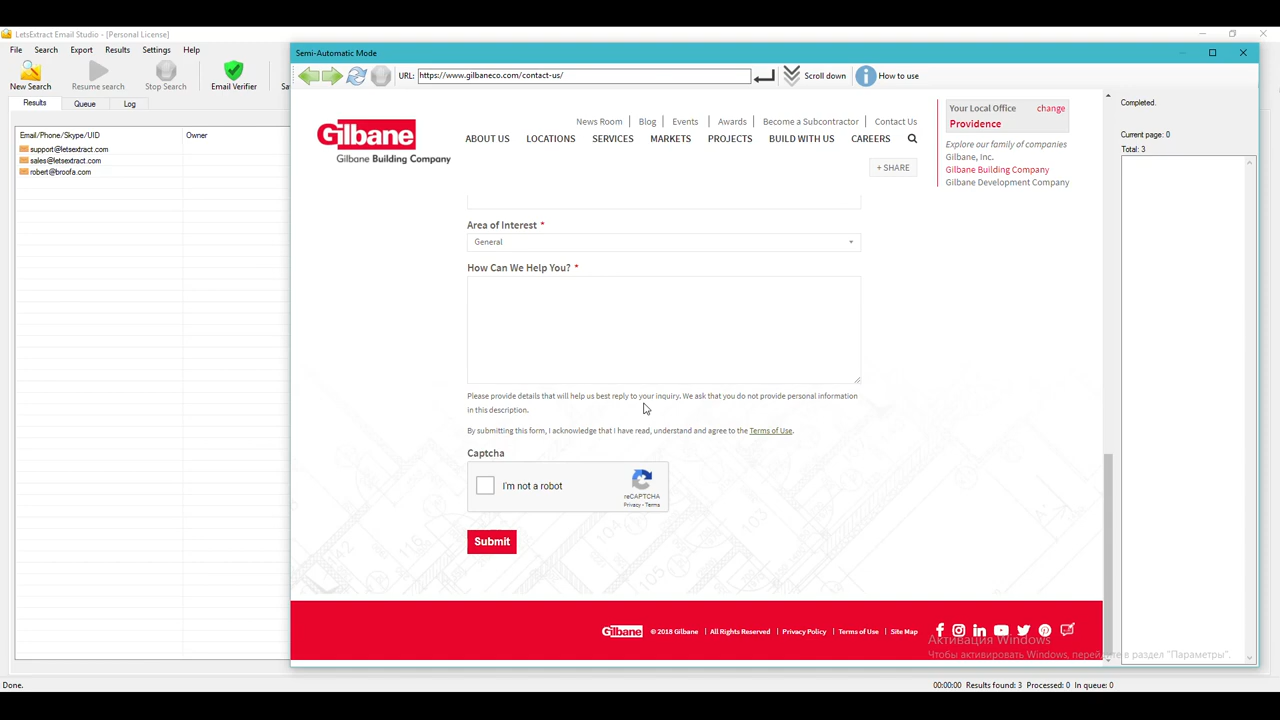 LetsExtract Email Studio - [Personal License]
File Search Export Results Settings Help
New Search Resume search Stop Search Email Verifier
Results Queue Log
Email/Phone/Skype/UID Owner
support@letsextract.com
sales@letsextract.com
robert@broofa.com
Semi-Automatic Mode
URL: https://www.gilbaneco.com/contact-us/ Scroll down How to use
Gilbane
Gilbane Building Company
News Room Blog Events Awards Become a Subcontractor Contact Us
ABOUT US LOCATIONS SERVICES MARKETS PROJECTS BUILD WITH US CAREERS
+ SHARE
Your Local Office change
Providence
Explore our family of companies
Gilbane, Inc.
Gilbane Building Company
Gilbane Development Company
Completed.
Current page: 0
Total: 3
Area of Interest *
General
How Can We Help You? *
Please provide details that will help us best reply to your inquiry. We ask that you do not provide personal information
in this description.
By submitting this form, I acknowledge that I have read, understand and agree to the Terms of Use.
Captcha
I'm not a robot
reCAPTCHA
Privacy - Terms
Submit
Gilbane © 2018 Gilbane | All Rights Reserved | Privacy Policy | Terms of Use | Site Map
Активация Windows
Чтобы активировать Windows, перейдите в раздел "Параметры".
Done. 00:00:00 Results found: 3 Processed: 0 In queue: 0